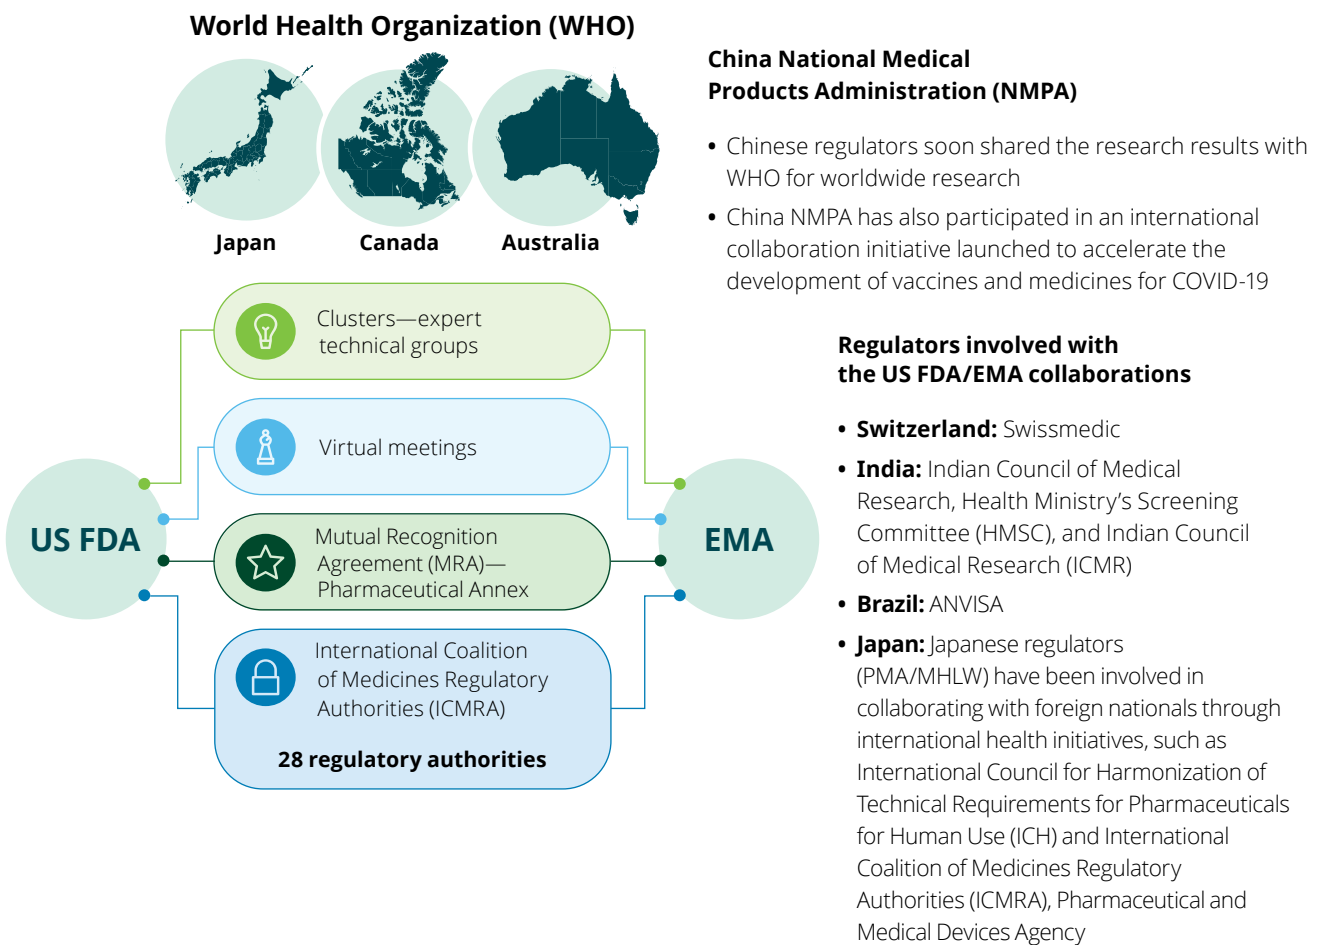 World Health Organization (WHO)
Japan
Canada
Australia
China National Medical
Products Administration (NMPA)
• Chinese regulators soon shared the research results with
WHO for worldwide research
• China NMPA has also participated in an international
collaboration initiative launched to accelerate the
development of vaccines and medicines for COVID-19
US FDA
Clusters—expert
technical groups
Virtual meetings
Mutual Recognition
Agreement (MRA)—
Pharmaceutical Annex
International Coalition
of Medicines Regulatory
Authorities (ICMRA)
28 regulatory authorities
EMA
Regulators involved with
the US FDA/EMA collaborations
• Switzerland: Swissmedic
• India: Indian Council of Medical
Research, Health Ministry’s Screening
Committee (HMSC), and Indian Council
of Medical Research (ICMR)
• Brazil: ANVISA
• Japan: Japanese regulators
(PMA/MHLW) have been involved in
collaborating with foreign nationals through
international health initiatives, such as
International Council for Harmonization of
Technical Requirements for Pharmaceuticals
for Human Use (ICH) and International
Coalition of Medicines Regulatory
Authorities (ICMRA), Pharmaceutical and
Medical Devices Agency